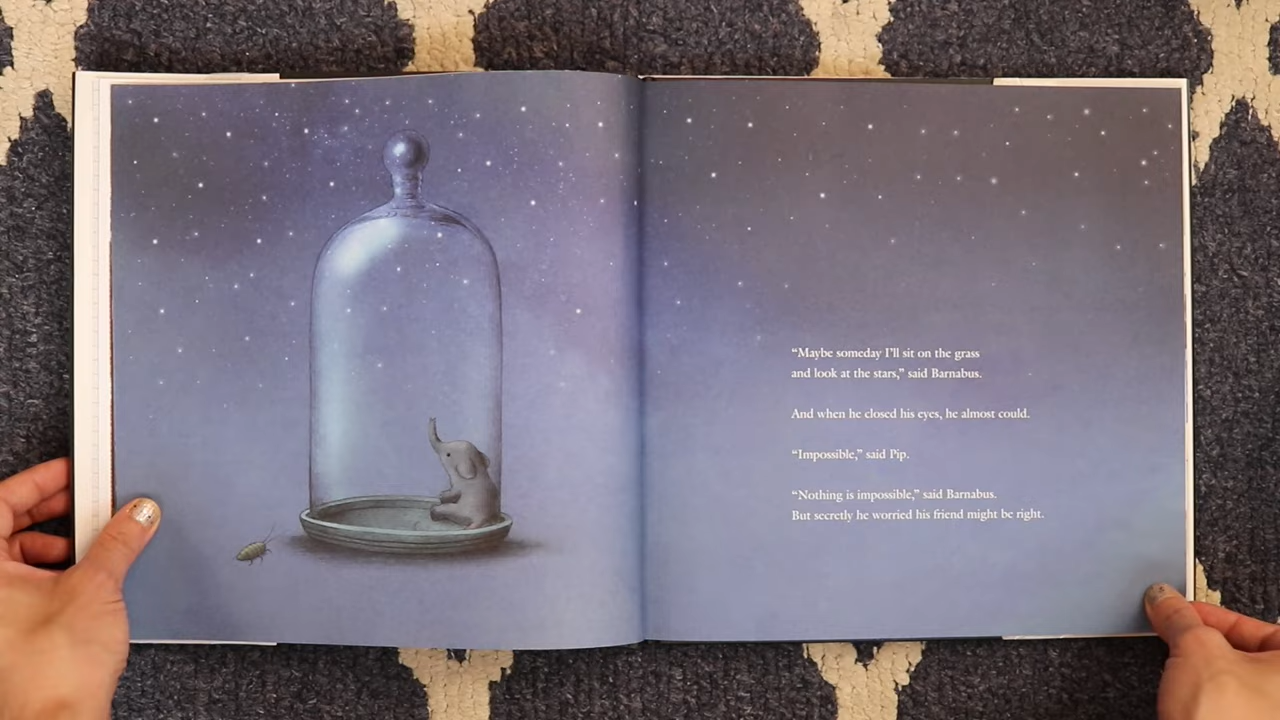 “Maybe someday I’ll sit on the grass
and look at the stars,” said Barnabus.
And when he closed his eyes, he almost could.
“Impossible,” said Pip.
“Nothing is impossible,” said Barnabus.
But secretly he worried his friend might be right.